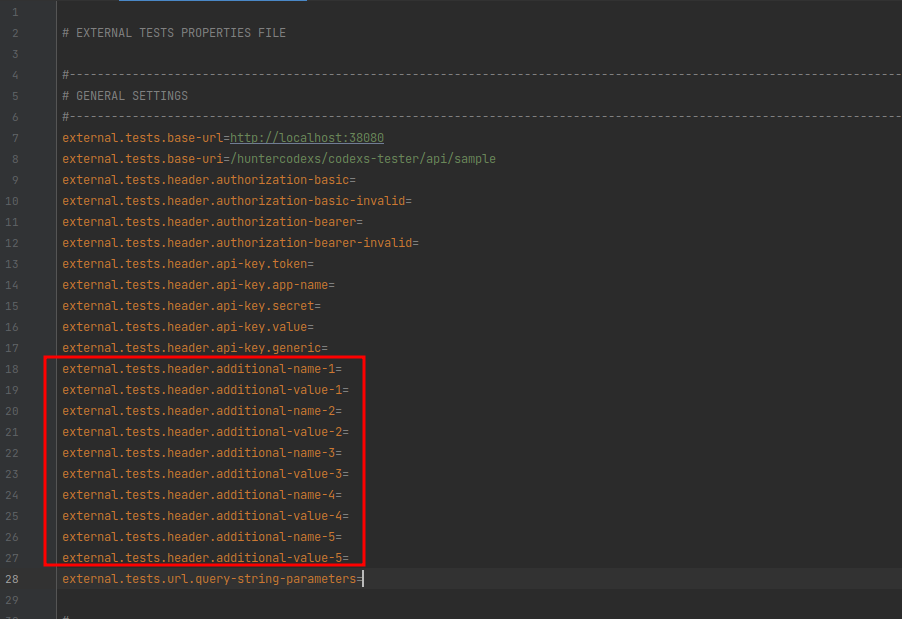 1
2 # EXTERNAL TESTS PROPERTIES FILE
3
4 #-----------------------------------------------------------------------------------------------------------------------
5 # GENERAL SETTINGS
6 #-----------------------------------------------------------------------------------------------------------------------
7 external.tests.base-url=http://localhost:38080
8 external.tests.base-uri=/huntercodexs/codexs-tester/api/sample
9 external.tests.header.authorization-basic=
10 external.tests.header.authorization-basic-invalid=
11 external.tests.header.authorization-bearer=
12 external.tests.header.authorization-bearer-invalid=
13 external.tests.header.api-key.token=
14 external.tests.header.api-key.app-name=
15 external.tests.header.api-key.secret=
16 external.tests.header.api-key.value=
17 external.tests.header.api-key.generic=
18 external.tests.header.additional-name-1=
19 external.tests.header.additional-value-1=
20 external.tests.header.additional-name-2=
21 external.tests.header.additional-value-2=
22 external.tests.header.additional-name-3=
23 external.tests.header.additional-value-3=
24 external.tests.header.additional-name-4=
25 external.tests.header.additional-value-4=
26 external.tests.header.additional-name-5=
27 external.tests.header.additional-value-5=
28 external.tests.url.query-string-parameters=
29